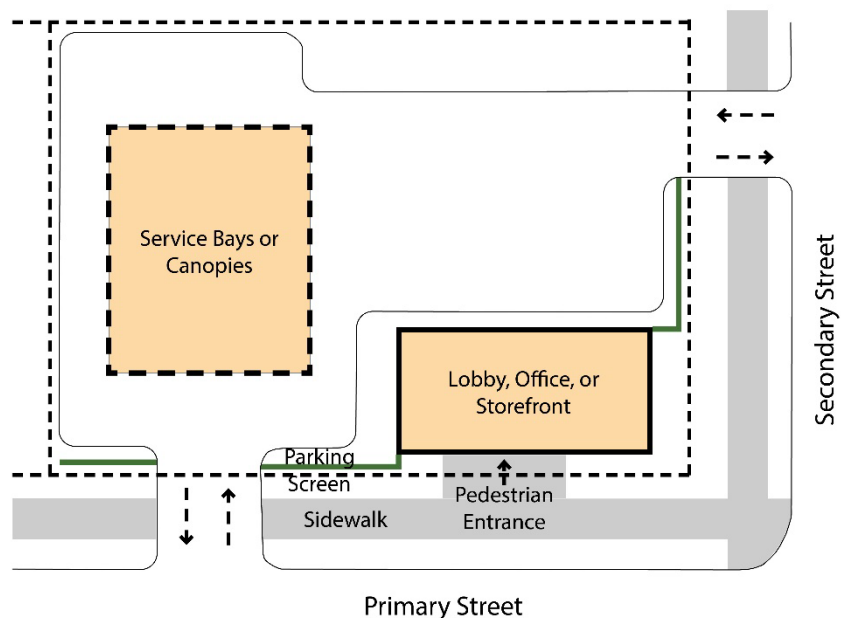 Service Bays or
Canopies
Lobby, Office, or
Storefront
Parking
Screen
Pedestrian
Entrance
Sidewalk
Secondary Street
Primary Street